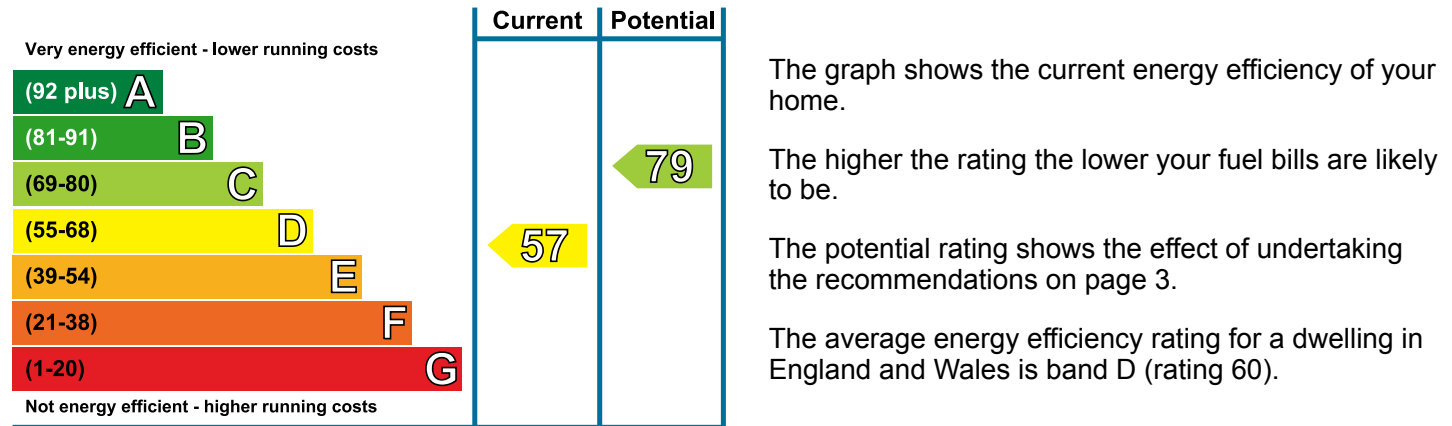 Current Potential
Very energy efficient - lower running costs
(92 plus) A
(81-91) B
(69-80) C
(55-68) D
(39-54) E
(21-38) F
(1-20) G
Not energy efficient - higher running costs
79
57
The graph shows the current energy efficiency of your
home.
The higher the rating the lower your fuel bills are likely
to be.
The potential rating shows the effect of undertaking
the recommendations on page 3.
The average energy efficiency rating for a dwelling in
England and Wales is band D (rating 60).